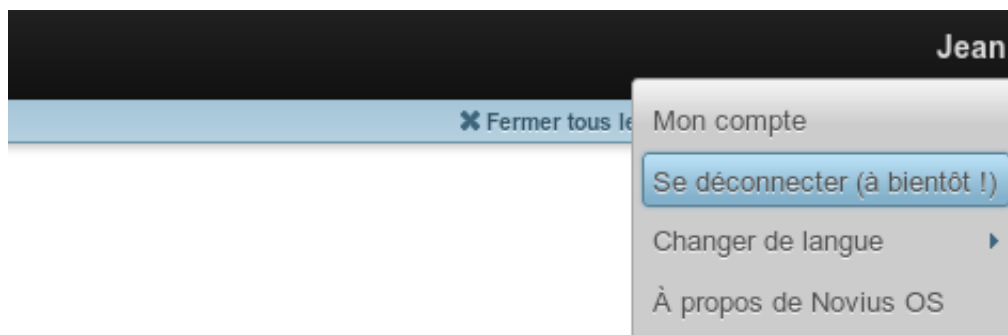 Jean
Fermer tous le
Mon compte
Se déconnecter (à bientôt !)
Changer de langue
À propos de Novius OS